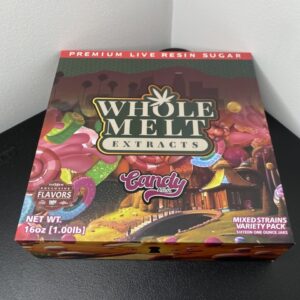 PREMIUM LIVE RESIN SUGAR
WHOLE
MELT
EXTRACTS
Candy
FLAVORS
NET WT.
16oz [1.00lb]
MIXED STRAINS
VARIETY PACK
SIXTEEN ONE OUNCE JARS